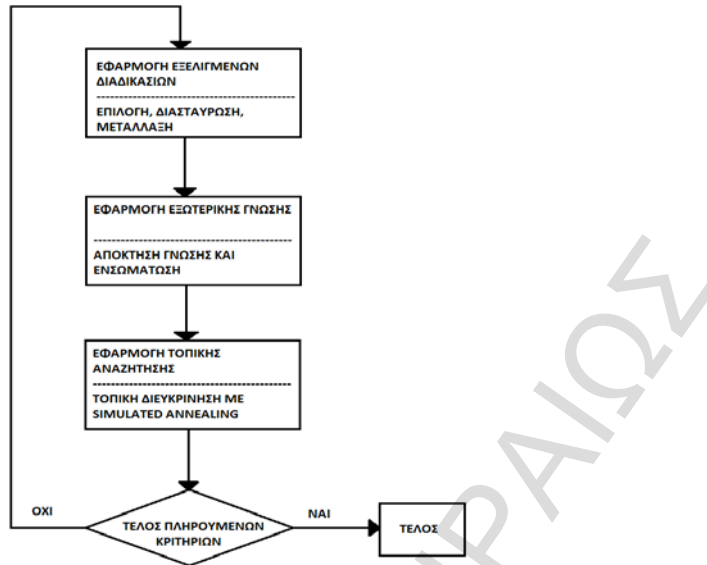 ΕΦΑΡΜΟΓΗ ΕΞΕΛΙΓΜΕΝΩΝ
ΔΙΑΔΙΚΑΣΙΩΝ
ΕΠΙΛΟΓΗ, ΔΙΑΣΤΑΥΡΩΣΗ,
ΜΕΤΑΛΛΑΞΗ
ΕΦΑΡΜΟΓΗ ΕΞΩΤΕΡΙΚΗΣ ΓΝΩΣΗΣ
ΑΠΟΚΤΗΣΗ ΓΝΩΣΗΣ ΚΑΙ
ΕΝΣΩΜΑΤΩΣΗ
ΕΦΑΡΜΟΓΗ ΤΟΠΙΚΗΣ
ΑΝΑΖΗΤΗΣΗΣ
ΤΟΠΙΚΗ ΔΙΕΥΚΡΙΝΗΣΗ ΜΕ
SIMULATED ANNEALING
ΟΧΙ
ΤΕΛΟΣ ΠΛΗΡΟΥΜΕΝΩΝ
ΚΡΙΤΗΡΙΩΝ
ΝΑΙ
ΤΕΛΟΣ